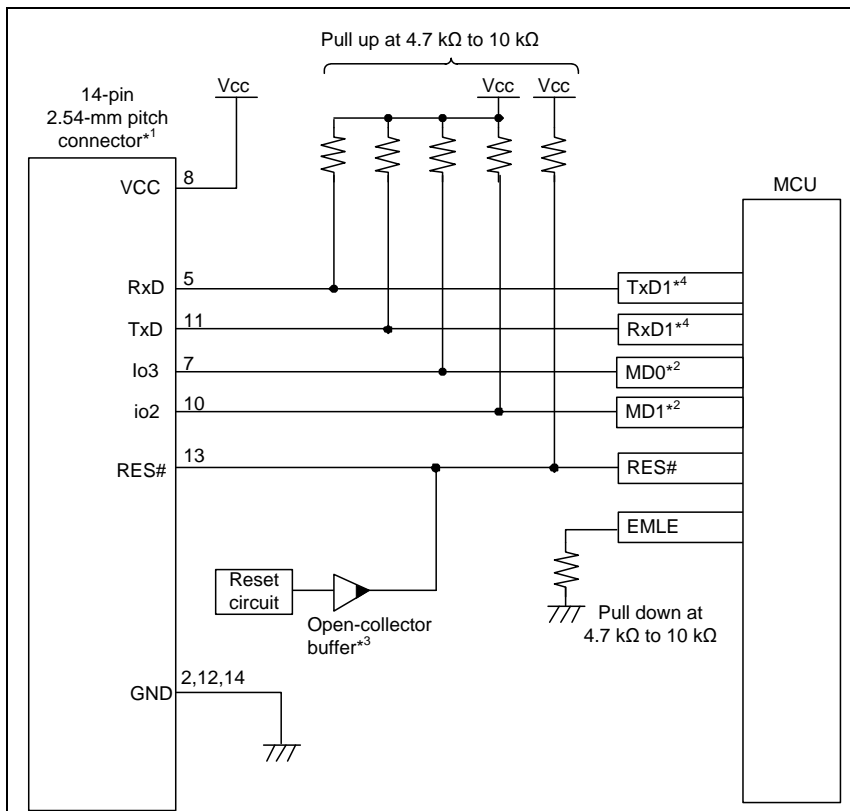 Pull up at 4.7 kΩ to 10 kΩ
Vcc
Vcc
Vcc
14-pin
2.54-mm pitch
connector*1
MCU
VCC
8
RxD
5
TxD1*4
TxD
11
RxD1*4
Io3
7
MD0*2
io2
10
MD1*2
RES#
13
RES#
EMLE
Reset
circuit
Open-collector
buffer*3
Pull down at
4.7 kΩ to 10 kΩ
GND
2,12,14